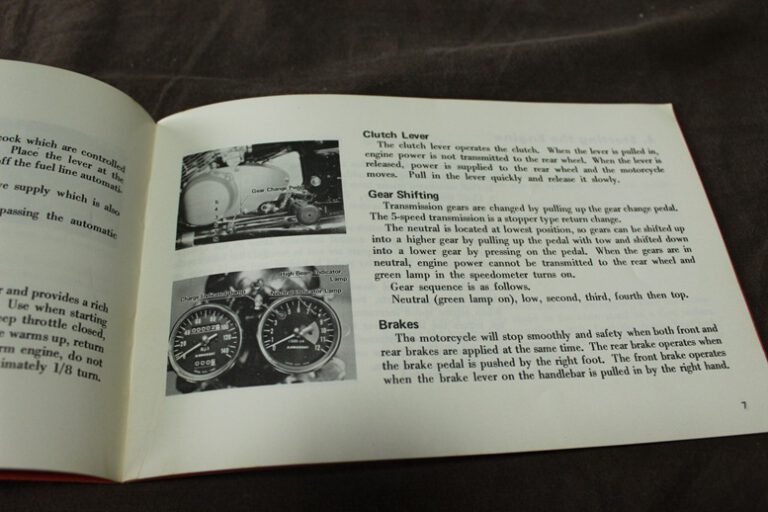 ock which are controlled
Place the lever at the
off the fuel line automatic
ve supply which is also
passing the automatic
r and provides a rich
Use when starting
eep throttle closed,
e warms up, return
rm engine, do not
imately 1/8 turn.
Gear Change Pedal
High Beam Indicator
Lamp
Neutral Indicator Lamp
Clutch Lever
The clutch lever operates the clutch. When the lever is pulled in,
engine power is not transmitted to the rear wheel. When the lever is
released, power is supplied to the rear wheel and the motorcycle
moves. Pull in the lever quickly and release it slowly.
Gear Shifting
Transmission gears are changed by pulling up the gear change pedal.
The 5-speed transmission is a stopper type return change.
The neutral is located at lowest position, so gears can be shifted up
into a higher gear by pulling up the pedal with tow and shifted down
into a lower gear by pressing on the pedal. When the gears are in
neutral, engine power cannot be transmitted to the rear wheel and
green lamp in the speedometer turns on.
Gear sequence is as follows.
Neutral (green lamp on), low, second, third, fourth then top.
Brakes
The motorcycle will stop smoothly and safety when both front and
rear brakes are applied at the same time. The rear brake operates when
the brake pedal is pushed by the right foot. The front brake operates
when the brake lever on the handlebar is pulled in by the right hand.
7